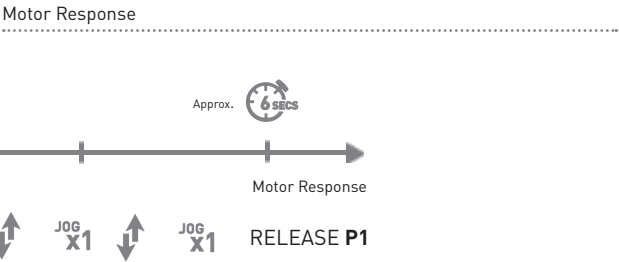 Motor Response
Approx. 6 SECS
Motor Response
JOG X1 JOG X1 RELEASE P1